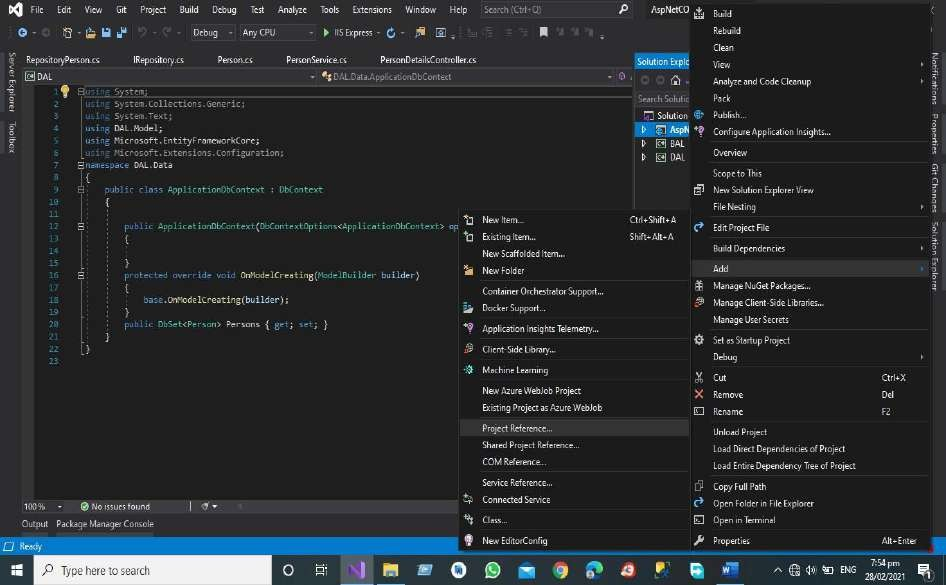 File Edit View Git Project Build Debug Test Analyze Tools Extensions Window Help Search (Ctrl+Q) AspNetCO
Debug Any CPU IIS Express
RepositoryPerson.cs IRepository.cs Person.cs PersonService.cs PersonDetailsController.cs
DAL DAL.Data.ApplicationDbContext
Server Explorer
Toolbox
1 using System;
2 using System.Collections.Generic;
3 using System.Text;
4 using DAL.Model;
5 using Microsoft.EntityFrameworkCore;
6 using Microsoft.Extensions.Configuration;
7 namespace DAL.Data
8 {
9 public class ApplicationDbContext : DbContext
10 {
11
12 public ApplicationDbContext(DbContextOptions<ApplicationDbContext> op
13 {
14
15 }
16 protected override void OnModelCreating(ModelBuilder builder)
17 {
18 base.OnModelCreating(builder);
19 }
20 public DbSet<Person> Persons { get; set; }
21 }
22 }
23
100 % No issues found
Output Package Manager Console
Ready
Solution Explo
Search Solutio
Solution
AspN
BAL
DAL
New Item... Ctrl+Shift+A
Existing Item... Shift+Alt+A
New Scaffolded Item...
New Folder
Container Orchestrator Support...
Docker Support...
Application Insights Telemetry...
Client-Side Library...
Machine Learning
New Azure WebJob Project
Existing Project as Azure WebJob
Project Reference...
Shared Project Reference...
COM Reference...
Service Reference...
Connected Service
Class...
New EditorConfig
Build
Rebuild
Clean
View
Analyze and Code Cleanup
Pack
Publish...
Configure Application Insights...
Overview
Scope to This
New Solution Explorer View
File Nesting
Edit Project File
Build Dependencies
Add
Manage NuGet Packages...
Manage Client-Side Libraries...
Manage User Secrets
Set as Startup Project
Debug
Cut Ctrl+X
Remove Del
Rename F2
Unload Project
Load Direct Dependencies of Project
Load Entire Dependency Tree of Project
Copy Full Path
Open Folder in File Explorer
Open in Terminal
Properties Alt+Enter
Notifications
Properties
Git Changes
Solution Explorer
Type here to search
ENG
7:54 pm
28/02/2021